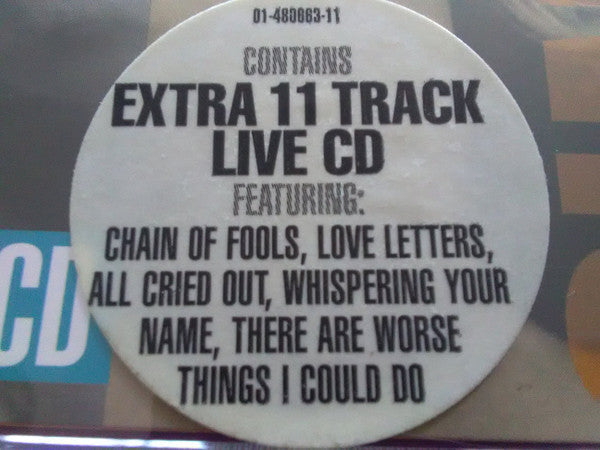 01-480663-11
CONTAINS
EXTRA 11 TRACK
LIVE CD
FEATURING:
CHAIN OF FOOLS, LOVE LETTERS,
ALL CRIED OUT, WHISPERING YOUR
NAME, THERE ARE WORSE
THINGS I COULD DO
CD